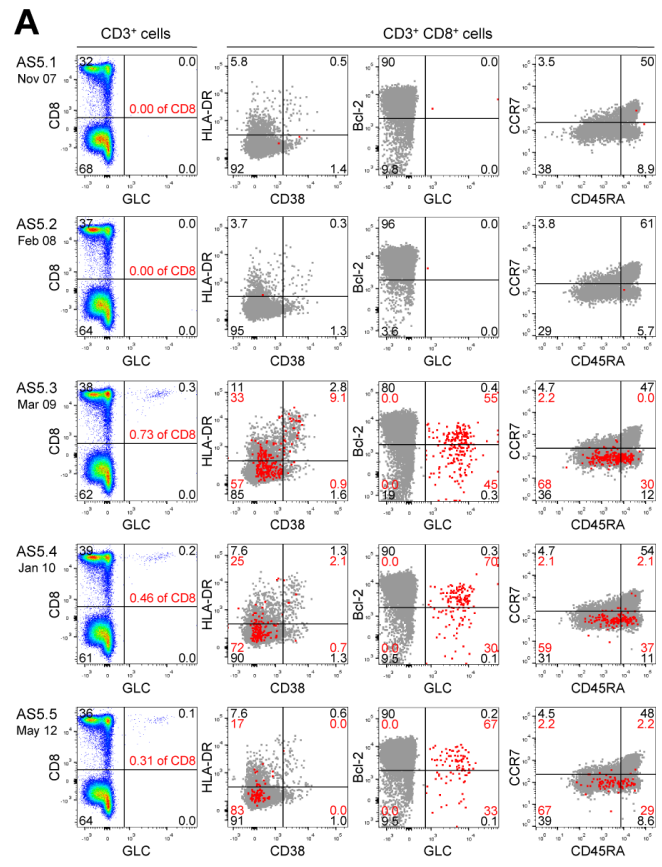 A
CD3+ cells
CD3+ CD8+ cells
AS5.1
Nov 07
32 0.0
0.00 of CD8
68 0.0
CD8
GLC
5.8 0.5
92 1.4
HLA-DR
CD38
90 0.0
9.8 0.0
Bcl-2
GLC
3.5 50
38 8.9
CCR7
CD45RA
AS5.2
Feb 08
37 0.0
0.00 of CD8
64 0.0
CD8
GLC
3.7 0.3
95 1.3
HLA-DR
CD38
96 0.0
3.6 0.0
Bcl-2
GLC
3.8 61
29 5.7
CCR7
CD45RA
AS5.3
Mar 09
38 0.3
0.73 of CD8
62 0.0
CD8
GLC
11 2.8
33 9.1
57 0.9
85 1.6
HLA-DR
CD38
80 0.4
0.0 55
0.0 45
19 0.3
Bcl-2
GLC
4.7 47
2.2 0.0
68 30
36 12
CCR7
CD45RA
AS5.4
Jan 10
39 0.2
0.46 of CD8
61 0.0
CD8
GLC
7.6 1.3
25 2.1
72 0.7
90 1.3
HLA-DR
CD38
90 0.3
0.0 70
0.0 30
9.5 0.1
Bcl-2
GLC
4.7 54
2.1 2.1
59 37
31 11
CCR7
CD45RA
AS5.5
May 12
36 0.1
0.31 of CD8
64 0.0
CD8
GLC
7.6 0.6
17 0.0
83 0.0
91 1.0
HLA-DR
CD38
90 0.2
0.0 67
0.0 33
9.5 0.1
Bcl-2
GLC
4.5 48
2.2 2.2
67 29
39 8.6
CCR7
CD45RA